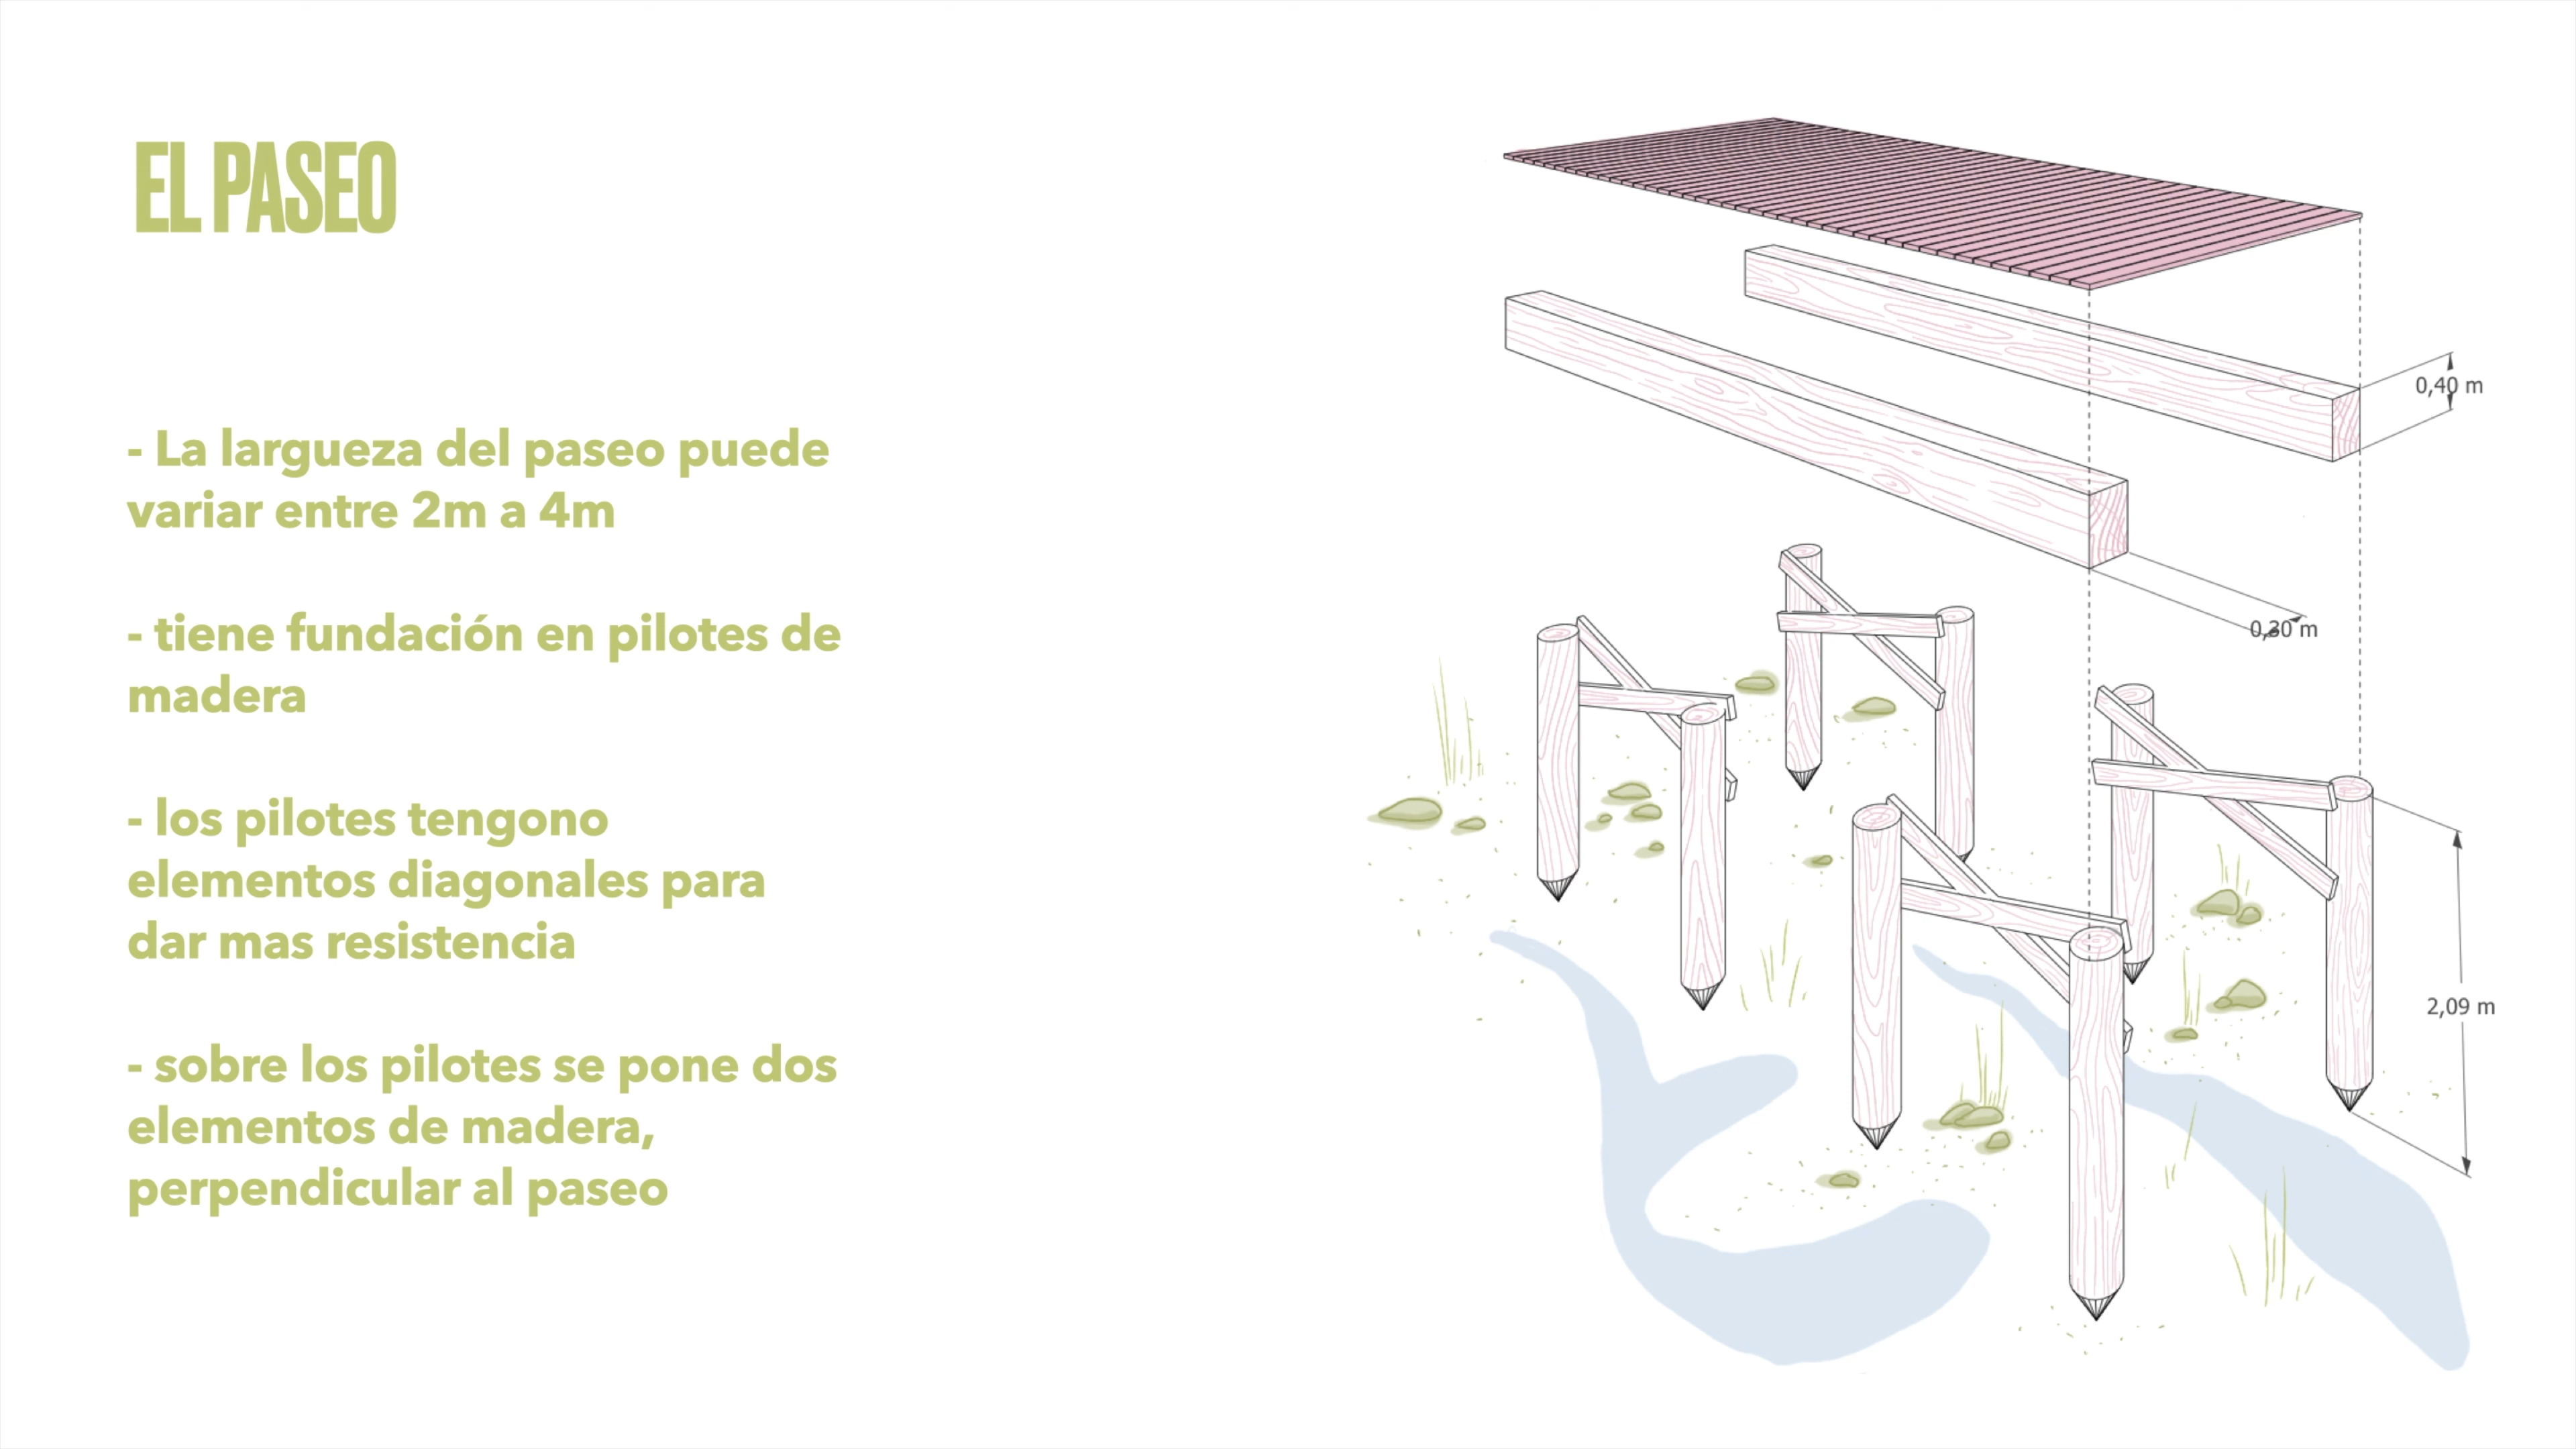 EL PASEO
- La largueza del paseo puede
variar entre 2m a 4m
- tiene fundación en pilotes de
madera
- los pilotes tengono
elementos diagonales para
dar mas resistencia
- sobre los pilotes se pone dos
elementos de madera,
perpendicular al paseo
0,40 m
0,30 m
2,09 m